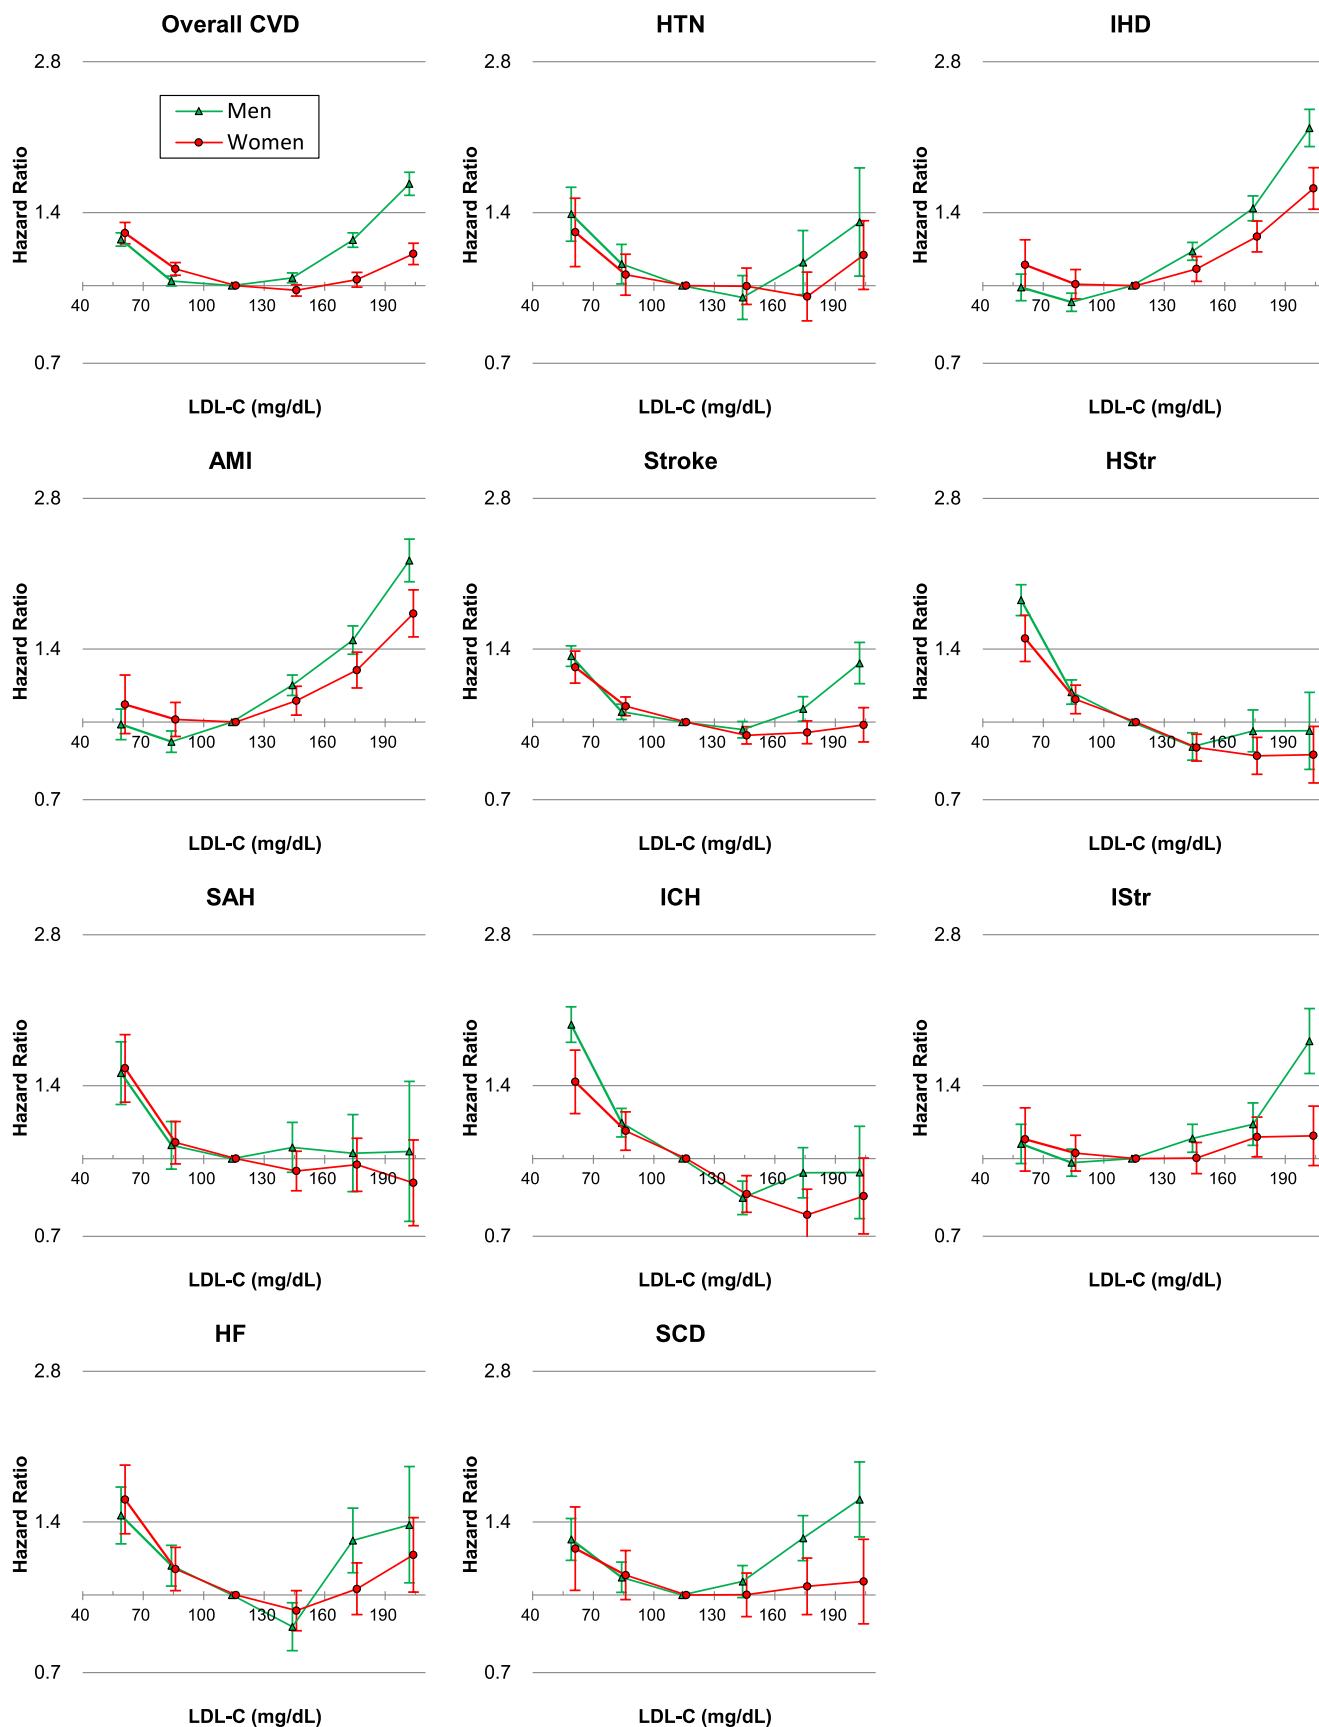 Overall CVD
2.8
Men
Women
1.4
0.7
Hazard Ratio
40 70 100 130 160 190
LDL-C (mg/dL)
HTN
2.8
1.4
0.7
Hazard Ratio
40 70 100 130 160 190
LDL-C (mg/dL)
IHD
2.8
1.4
0.7
Hazard Ratio
40 70 100 130 160 190
LDL-C (mg/dL)
AMI
2.8
1.4
0.7
Hazard Ratio
40 70 100 130 160 190
LDL-C (mg/dL)
Stroke
2.8
1.4
0.7
Hazard Ratio
40 70 100 130 160 190
LDL-C (mg/dL)
HStr
2.8
1.4
0.7
Hazard Ratio
40 70 100 130 160 190
LDL-C (mg/dL)
SAH
2.8
1.4
0.7
Hazard Ratio
40 70 100 130 160 190
LDL-C (mg/dL)
ICH
2.8
1.4
0.7
Hazard Ratio
40 70 100 130 160 190
LDL-C (mg/dL)
IStr
2.8
1.4
0.7
Hazard Ratio
40 70 100 130 160 190
LDL-C (mg/dL)
HF
2.8
1.4
0.7
Hazard Ratio
40 70 100 130 160 190
LDL-C (mg/dL)
SCD
2.8
1.4
0.7
Hazard Ratio
40 70 100 130 160 190
LDL-C (mg/dL)